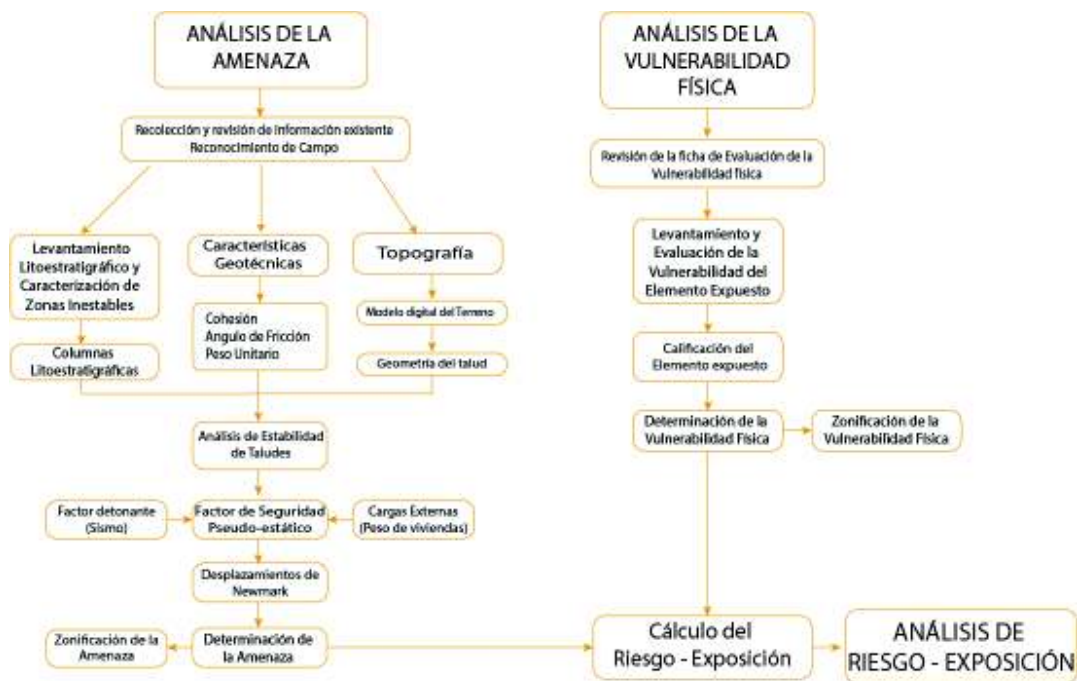 ANÁLISIS DE LA
AMENAZA
Recolección y revisión de información existente
Reconocimiento de Campo
Levantamiento
Litoestratigráfico y
Caracterización de
Zonas Inestables
Características
Geotécnicas
Topografía
Cohesión
Angulo de Fricción
Peso Unitario
Modelo digital del Terreno
Columnas
Litoestratigráficas
Geometría del talud
Análisis de Estabilidad
de Taludes
Factor detonante
(Sismo)
Factor de Seguridad
Pseudo-estático
Cargas Externas
(Peso de viviendas)
Desplazamientos de
Newmark
Zonificación de la
Amenaza
Determinación de
la Amenaza
ANÁLISIS DE LA
VULNERABILIDAD
FÍSICA
Revisión de la ficha de Evaluación de la
Vulnerabilidad física
Levantamiento y
Evaluación de la
Vulnerabilidad del
Elemento Expuesto
Calificación del
Elemento expuesto
Determinación de la
Vulnerabilidad Física
Zonificación de la
Vulnerabilidad Física
Cálculo del
Riesgo - Exposición
ANÁLISIS DE
RIESGO - EXPOSICIÓN